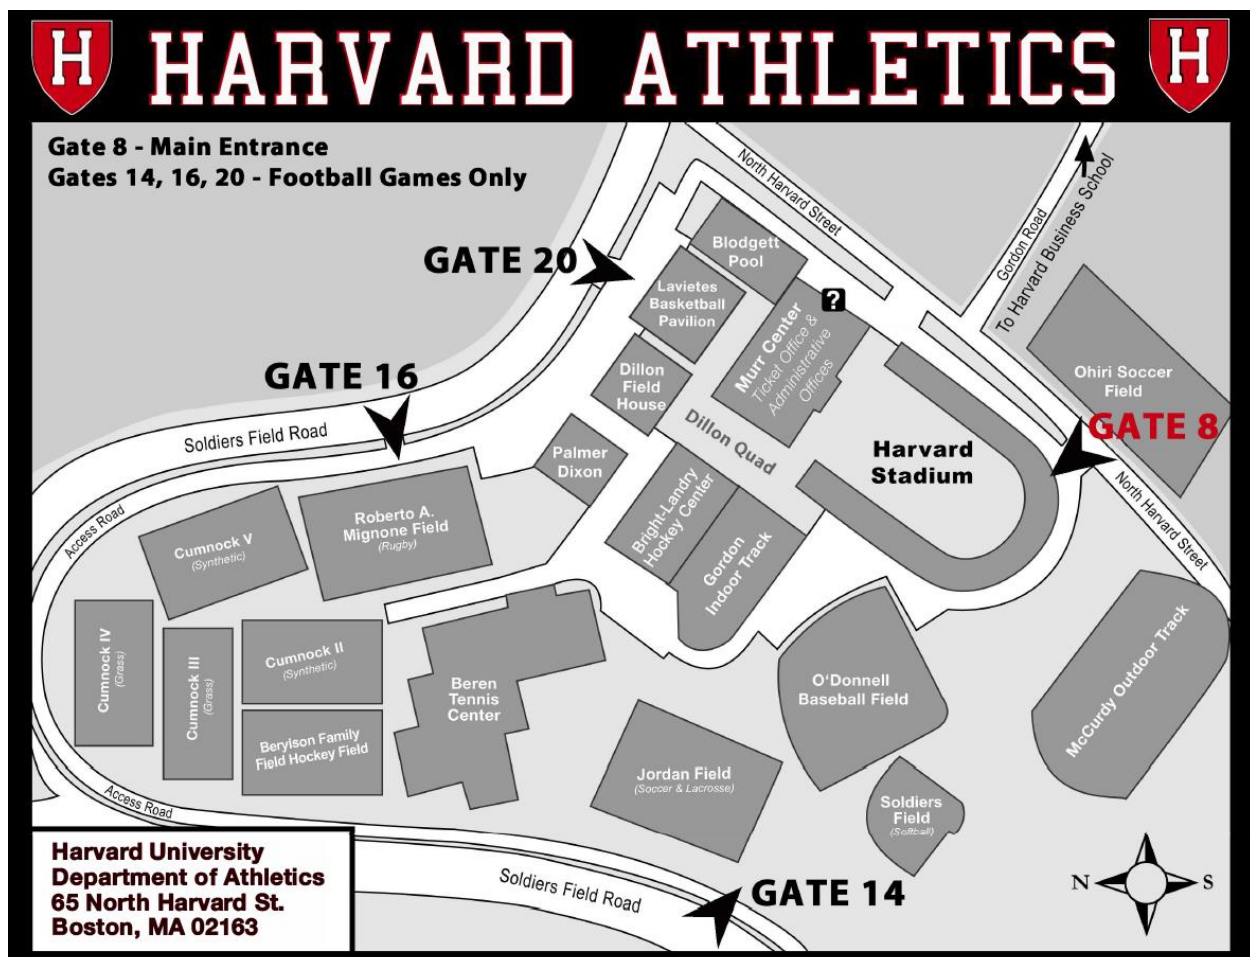 H HARVARD ATHLETICS H
Gate 8 - Main Entrance
Gates 14, 16, 20 - Football Games Only
North Harvard Street
Gordon Road
To Harvard Business School
GATE 20
Blodgett
Pool
Lavietes
Basketball
Pavilion
?
Murr Center
Ticket Office &
Administrative
Offices
Ohiri Soccer
Field
GATE 16
Dillon
Field
House
Soldiers Field Road
Dillon Quad
Harvard
Stadium
GATE 8
Palmer
Dixon
North Harvard Street
Access Road
Roberto A.
Mignone Field
(Rugby)
Cumnock V
(Synthetic)
Bright-Landry
Hockey Center
Gordon
Indoor Track
Cumnock IV
(Grass)
Cumnock III
(Grass)
Cumnock II
(Synthetic)
Beren
Tennis
Center
O'Donnell
Baseball Field
McCurdy Outdoor Track
Berylson Family
Field Hockey Field
Jordan Field
(Soccer & Lacrosse)
Access Road
Soldiers
Field
(Softball)
Harvard University
Department of Athletics
65 North Harvard St.
Boston, MA 02163
Soldiers Field Road
GATE 14
N S